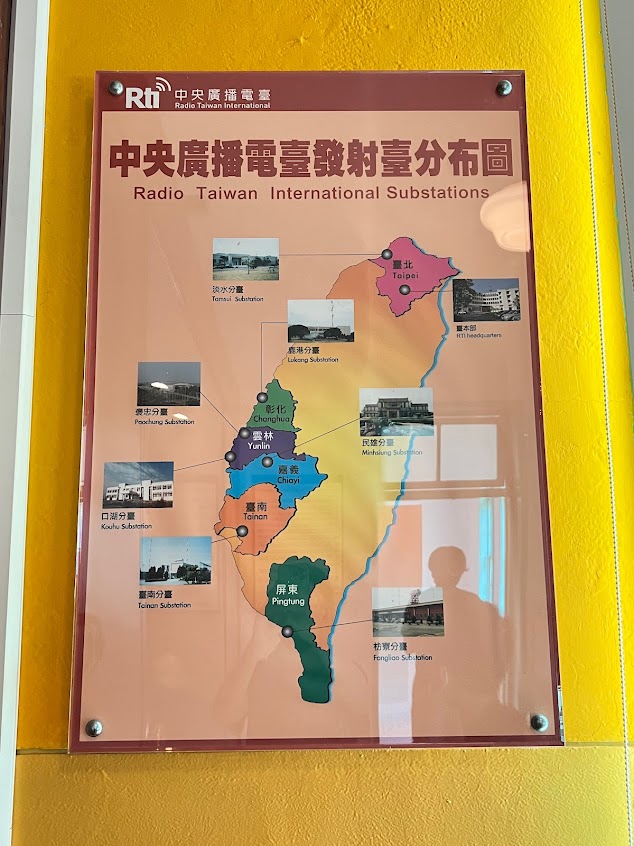 Rti 中央廣播電臺
Radio Taiwan International
中央廣播電臺發射臺分布圖
Radio Taiwan International Substations
臺北
Taipei
淡水分臺
Tamsui Substation
臺本部
RTI headquarters
鹿港分臺
Lukang Substation
彰化
Changhua
褒忠分臺
Paochung Substation
雲林
Yunlin
民雄分臺
Minhsiung Substation
嘉義
Chiayi
口湖分臺
Kouhu Substation
臺南
Tainan
臺南分臺
Tainan Substation
屏東
Pingtung
枋寮分臺
Fangliao Substation